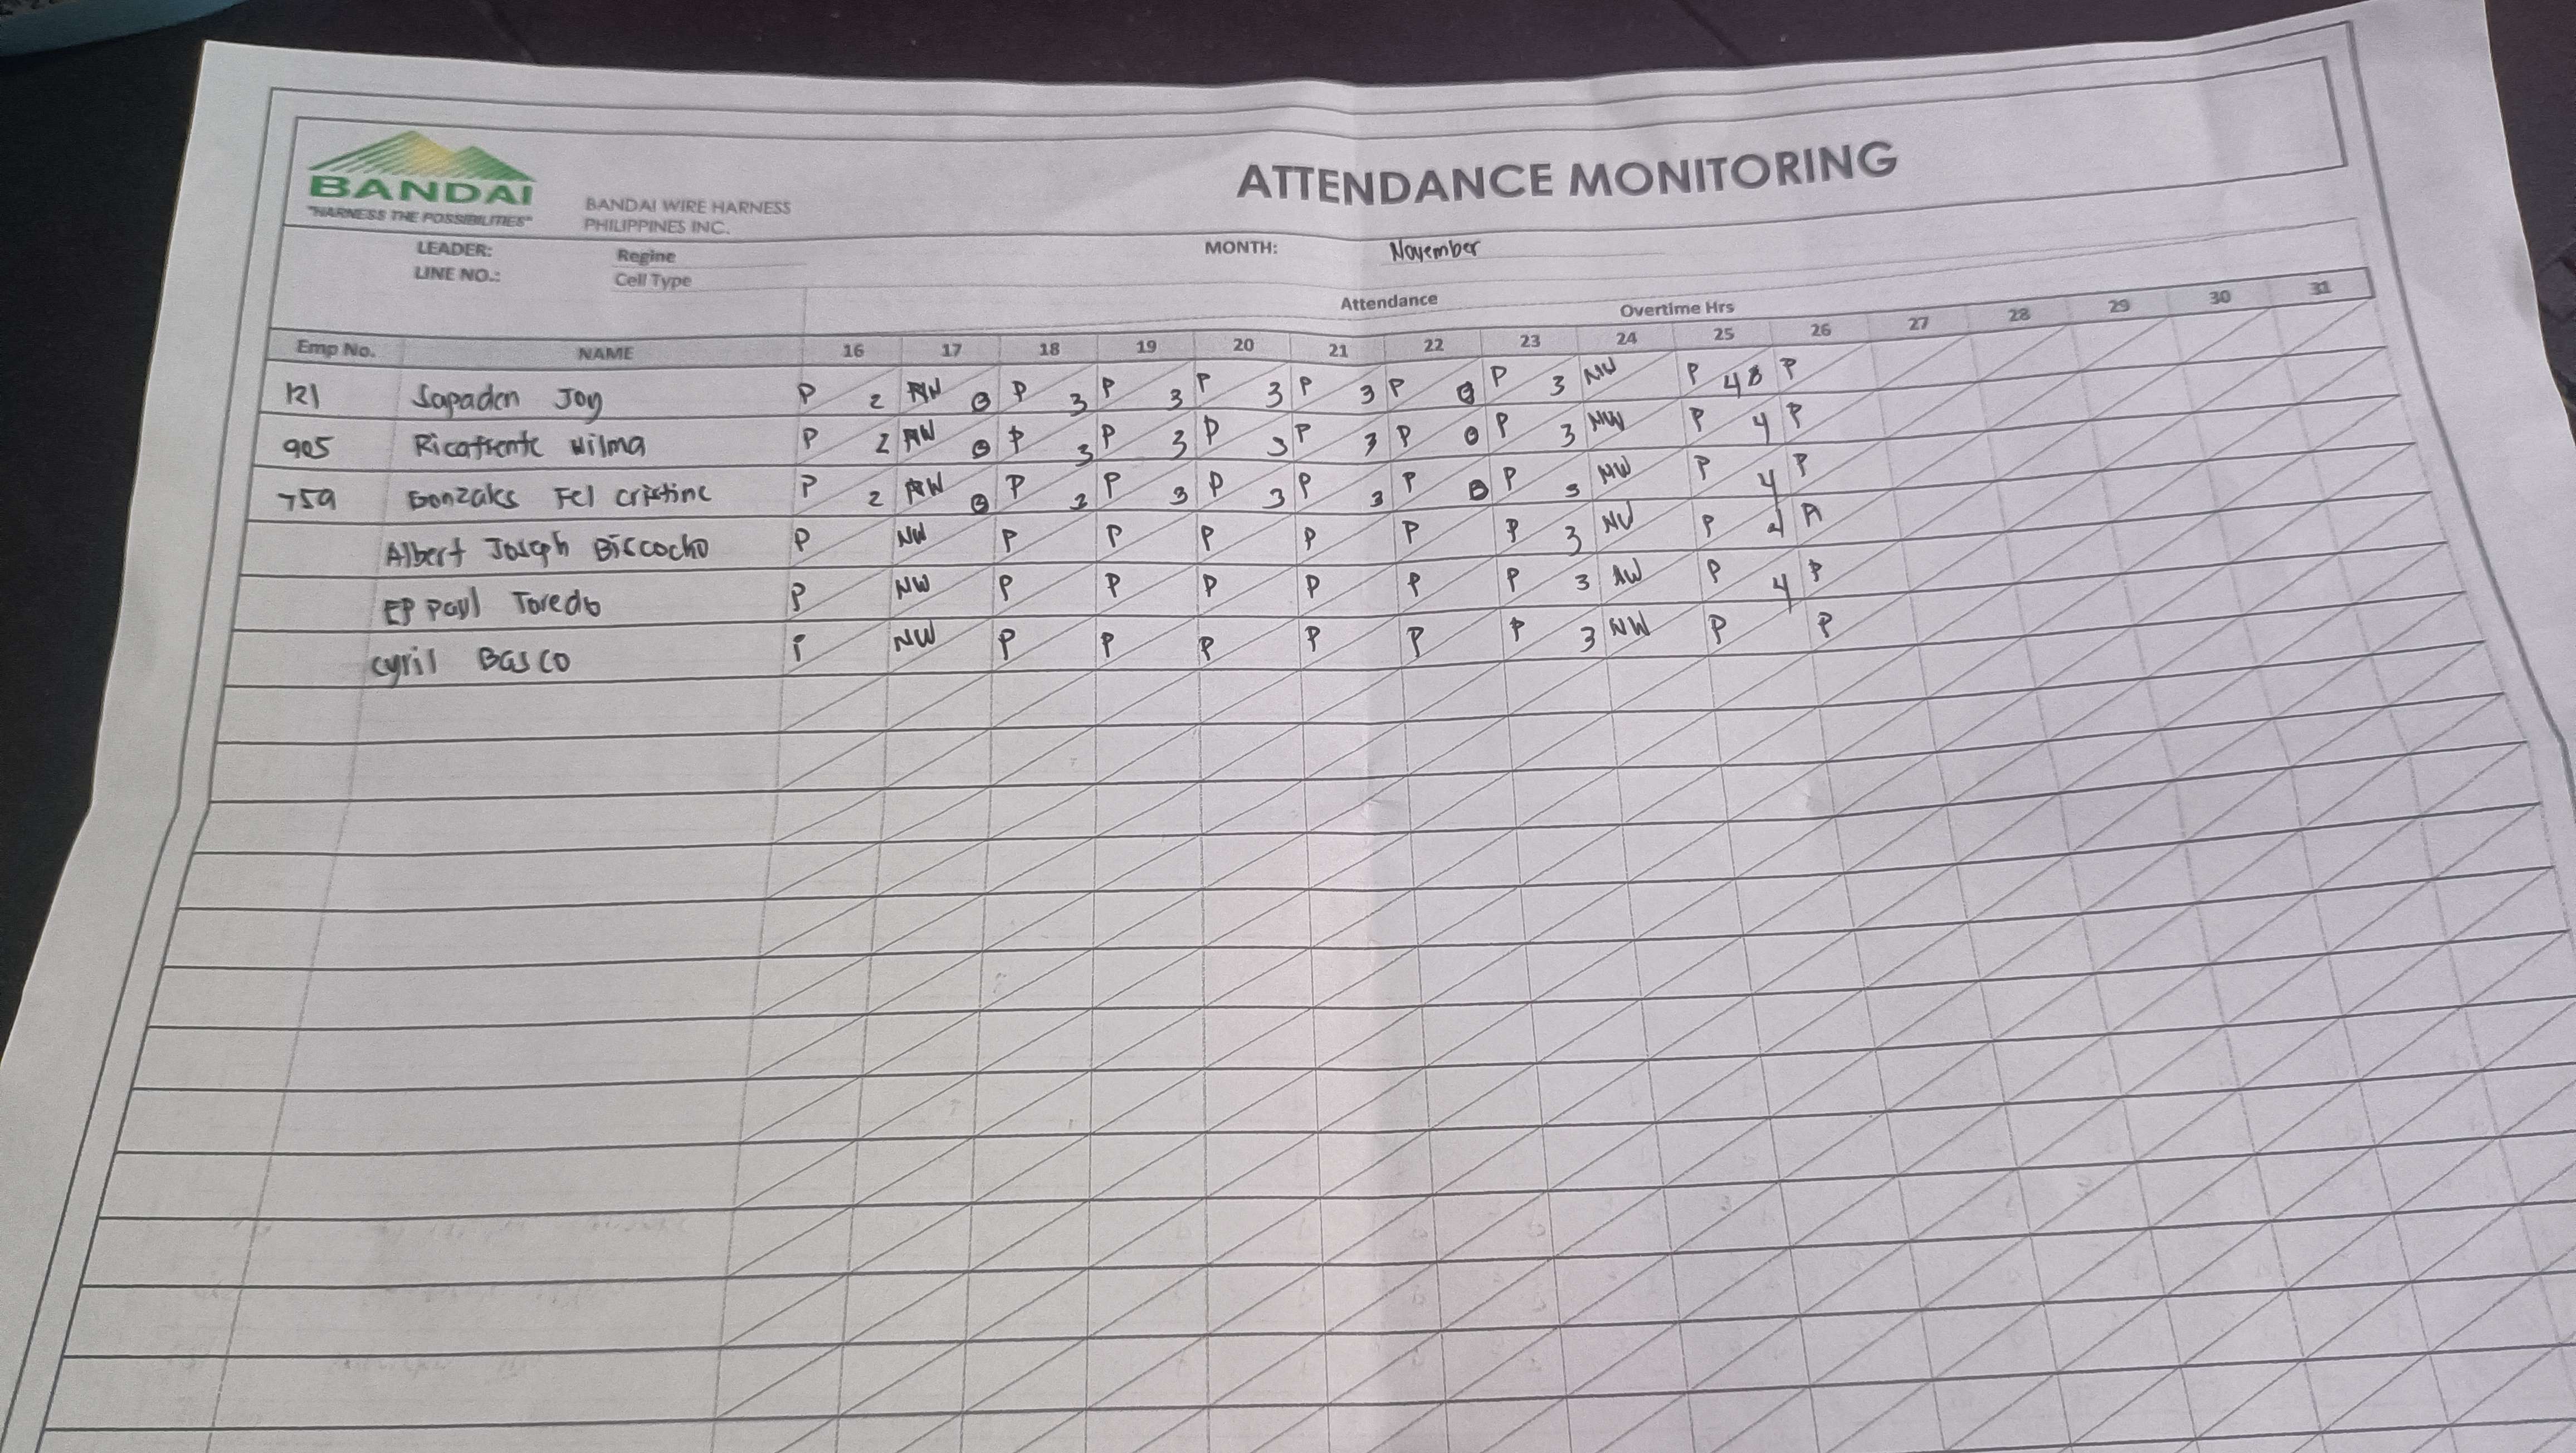 BANDAI
"HARNESS THE POSSIBILITIES"
BANDAI WIRE HARNESS
PHILIPPINES INC.
ATTENDANCE MONITORING
LEADER: Regine MONTH: November
LINE NO.: Cell Type
Attendance Overtime Hrs
Emp No. NAME 16 17 18 19 20 21 22 23 24 25 26 27 28 29 30 31
121 Sapaden Joy P 2 NW 0 P 3 P 3 P 3 P 3 P 0 P 3 NW P 4 P
905 Ricafrente Wilma P 2 NW 0 P 3 P 3 P 3 P 3 P 0 P 3 NW P 4 P
759 Gonzales Fel Cristine P 2 NW 0 P 3 P 3 P 3 P 3 P 0 P 3 NW P 4 P
Albert Joseph Biscocho P NW P P P P P P 3 NW P 4 A
EP Paul Toredo P NW P P P P P P 3 NW P 4 P
Cyril Basco P NW P P P P P P 3 NW P P